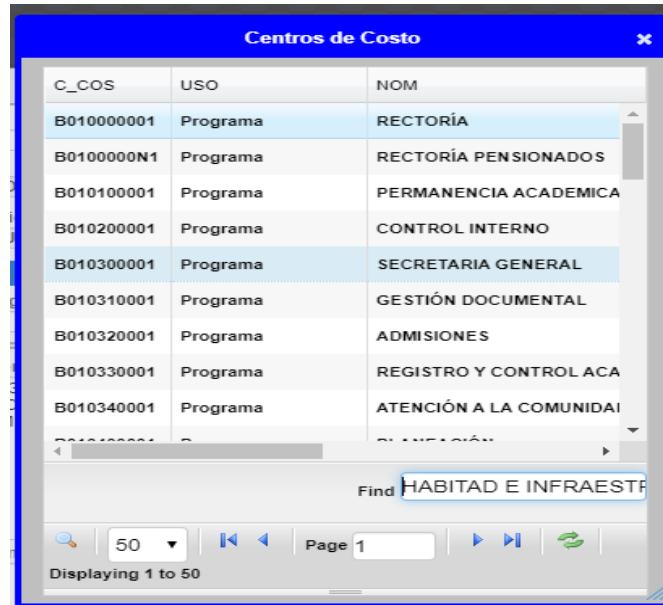 Centros de Costo
C_COS USO NOM
B010000001 Programa RECTORÍA
B0100000N1 Programa RECTORÍA PENSIONADOS
B010100001 Programa PERMANENCIA ACADEMICA
B010200001 Programa CONTROL INTERNO
B010300001 Programa SECRETARIA GENERAL
B010310001 Programa GESTIÓN DOCUMENTAL
B010320001 Programa ADMISIONES
B010330001 Programa REGISTRO Y CONTROL ACA
B010340001 Programa ATENCIÓN A LA COMUNIDA
Find HABITAD E INFRAEST
50 Page 1
Displaying 1 to 50